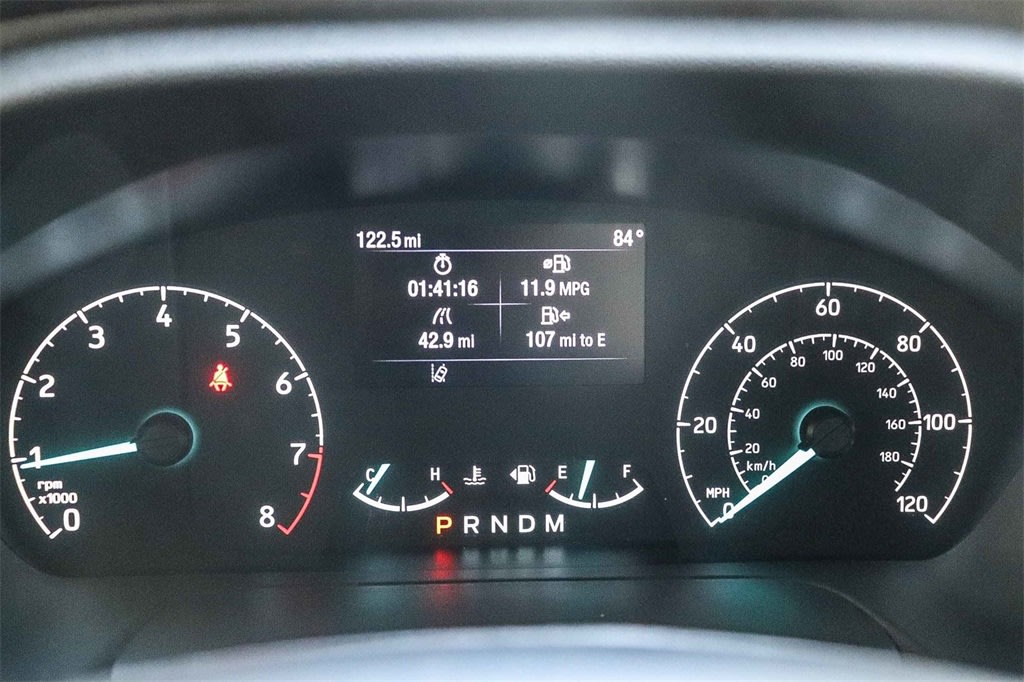 122.5 mi 84°
01:41:16 11.9 MPG
42.9 mi 107 mi to E
0 1 2 3 4 5 6 7 8
rpm
x1000
C H E F
P R N D M
0 20 40 60 80 100 120
MPH
0 20 40 60 80 100 120 140 160 180
km/h